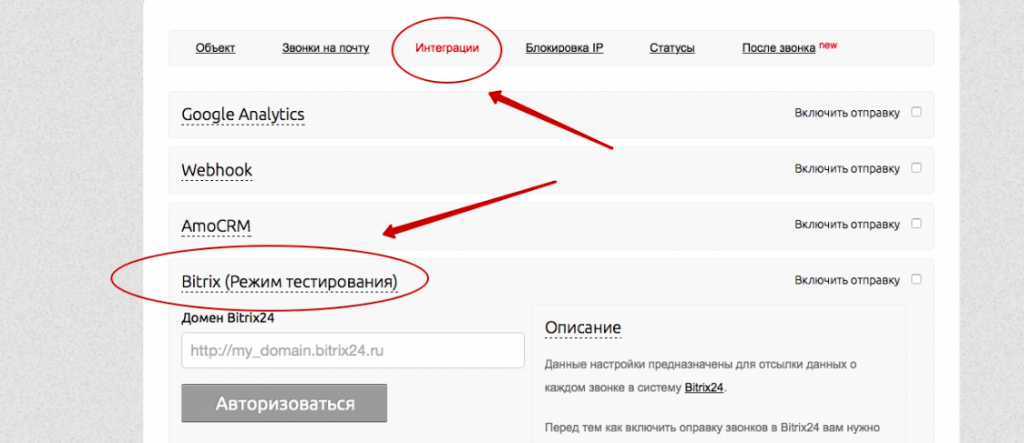 Объект Звонки на почту Интеграции Блокировка IP Статусы После звонка new
Google Analytics Включить отправку
Webhook Включить отправку
AmoCRM Включить отправку
Bitrix (Режим тестирования) Включить отправку
Домен Bitrix24
http://my_domain.bitrix24.ru
Авторизоваться
Описание
Данные настройки предназначены для отсылки данных о
каждом звонке в систему Bitrix24.
Перед тем как включить оправку звонков в Bitrix24 вам нужно